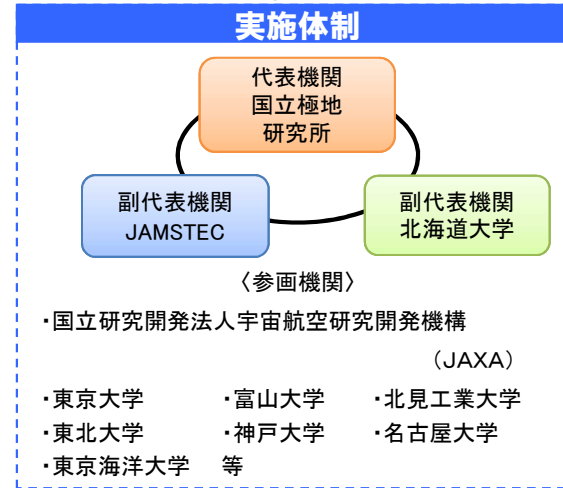 実施体制
代表機関
国立極地
研究所
副代表機関
JAMSTEC
副代表機関
北海道大学
〈参画機関〉
・国立研究開発法人宇宙航空研究開発機構
（JAXA）
・東京大学 ・富山大学 ・北見工業大学
・東北大学 ・神戸大学 ・名古屋大学
・東京海洋大学 等